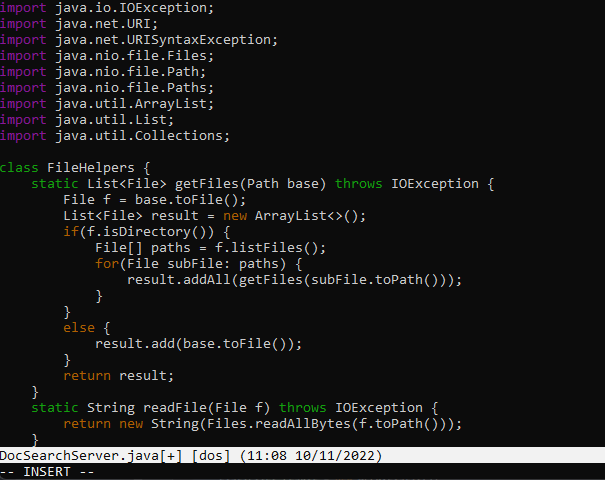 import java.io.IOException;
import java.net.URI;
import java.net.URISyntaxException;
import java.nio.file.Files;
import java.nio.file.Path;
import java.nio.file.Paths;
import java.util.ArrayList;
import java.util.List;
import java.util.Collections;

class FileHelpers {
    static List<File> getFiles(Path base) throws IOException {
        File f = base.toFile();
        List<File> result = new ArrayList<>();
        if(f.isDirectory()) {
            File[] paths = f.listFiles();
            for(File subFile: paths) {
                result.addAll(getFiles(subFile.toPath()));
            }
        }
        else {
            result.add(base.toFile());
        }
        return result;
    }
    static String readFile(File f) throws IOException {
        return new String(Files.readAllBytes(f.toPath()));
    }
DocSearchServer.java[+] [dos] (11:08 10/11/2022)
-- INSERT --